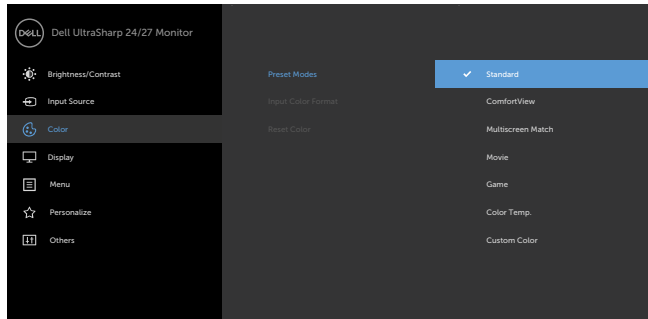 DELL Dell UltraSharp 24/27 Monitor
Brightness/Contrast Preset Modes Standard
Input Source Input Color Format ComfortView
Color Reset Color Multiscreen Match
Display Movie
Menu Game
Personalize Color Temp.
Others Custom Color